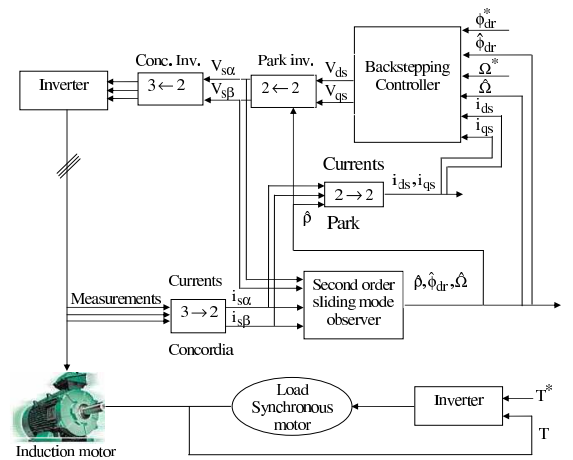 ϕ*dr
Conc. Inv.
Park inv.
ϕ̂dr
Vsα
Vds
Backstepping
Controller
Ω*
Inverter
3←2
2←2
Vsβ
Vqs
Ω̂
ids
iqs
Currents
2→2
ids,iqs
ρ̂
Park
Currents
Second order
sliding mode
observer
ρ̂,ϕ̂dr,Ω̂
Measurements
3→2
isα
isβ
Concordia
Load
Synchronous
motor
Inverter
T*
T
Induction motor